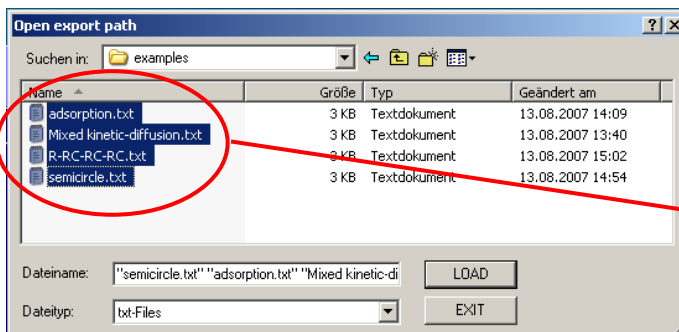 Open export path
Suchen in: examples
Name Größe Typ Geändert am
adsorption.txt 3 KB Textdokument 13.08.2007 14:09
Mixed kinetic-diffusion.txt 3 KB Textdokument 13.08.2007 13:40
R-RC-RC-RC.txt 3 KB Textdokument 13.08.2007 15:02
semicircle.txt 3 KB Textdokument 13.08.2007 14:54
Dateiname: "semicircle.txt" "adsorption.txt" "Mixed kinetic-di LOAD
Dateityp: txt-Files EXIT